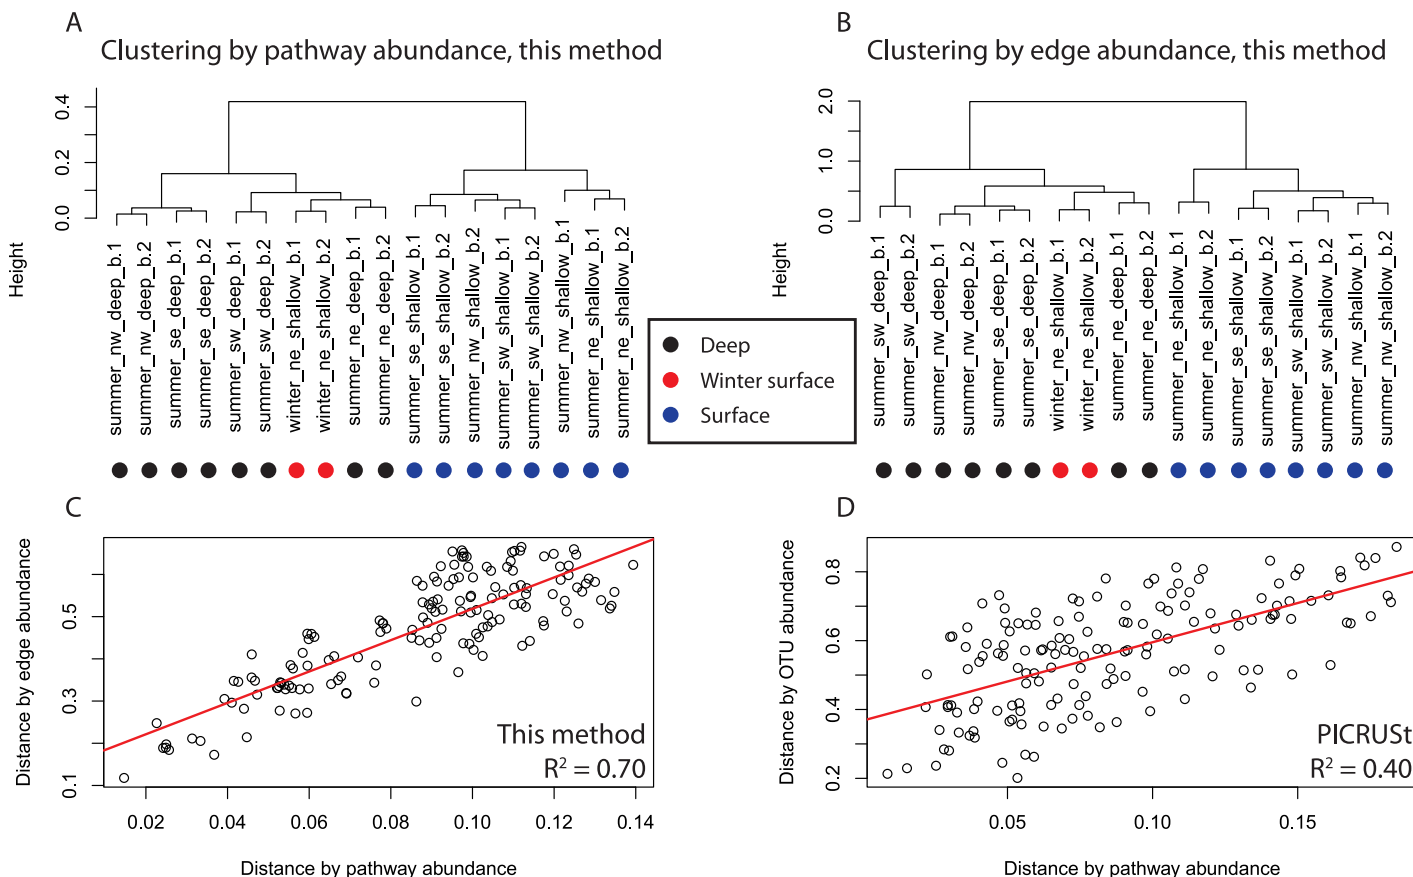 A
Clustering by pathway abundance, this method
Height
0.0
0.2
0.4
summer_nw_deep_b.1
summer_nw_deep_b.2
summer_se_deep_b.1
summer_se_deep_b.2
summer_sw_deep_b.1
summer_sw_deep_b.2
winter_ne_shallow_b.1
winter_ne_shallow_b.2
summer_ne_deep_b.1
summer_ne_deep_b.2
summer_se_shallow_b.1
summer_se_shallow_b.2
summer_nw_shallow_b.2
summer_sw_shallow_b.1
summer_sw_shallow_b.2
summer_nw_shallow_b.1
summer_ne_shallow_b.1
summer_ne_shallow_b.2
B
Clustering by edge abundance, this method
Height
0.0
1.0
2.0
summer_sw_deep_b.1
summer_sw_deep_b.2
summer_nw_deep_b.1
summer_nw_deep_b.2
summer_se_deep_b.1
summer_se_deep_b.2
winter_ne_shallow_b.1
winter_ne_shallow_b.2
summer_ne_deep_b.1
summer_ne_deep_b.2
summer_ne_shallow_b.1
summer_ne_shallow_b.2
summer_se_shallow_b.1
summer_se_shallow_b.2
summer_sw_shallow_b.1
summer_sw_shallow_b.2
summer_nw_shallow_b.1
summer_nw_shallow_b.2
Deep
Winter surface
Surface
C
Distance by edge abundance
0.1
0.3
0.5
This method
R² = 0.70
0.02
0.04
0.06
0.08
0.10
0.12
0.14
Distance by pathway abundance
D
Distance by OTU abundance
0.2
0.4
0.6
0.8
PICRUSt
R² = 0.40
0.05
0.10
0.15
Distance by pathway abundance